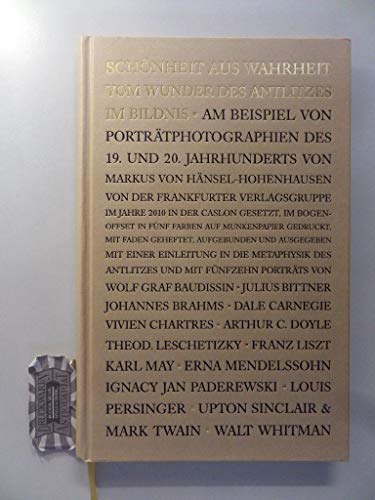 SCHÖNHEIT AUS WAHRHEIT
VOM WUNDER DES ANTLITZES
IM BILDNIS · AM BEISPIEL VON
PORTRÄTPHOTOGRAPHIEN DES
19. UND 20. JAHRHUNDERTS VON
MARKUS VON HÄNSEL-HOHENHAUSEN
VON DER FRANKFURTER VERLAGSGRUPPE
IM JAHRE 2010 IN DER CASLON GESETZT, IM BOGEN-
OFFSET IN FÜNF FARBEN AUF MUNKENPAPIER GEDRUCKT,
MIT FADEN GEHEFTET, AUFGEBUNDEN UND AUSGEGEBEN
MIT EINER EINLEITUNG IN DIE METAPHYSIK DES
ANTLITZES UND MIT FÜNFZEHN PORTRÄTS VON
WOLF GRAF BAUDISSIN · JULIUS BITTNER
JOHANNES BRAHMS · DALE CARNEGIE
VIVIEN CHARTRES · ARTHUR C. DOYLE
THEOD. LESCHETIZKY · FRANZ LISZT
KARL MAY · ERNA MENDELSSOHN
IGNACY JAN PADEREWSKI · LOUIS
PERSINGER · UPTON SINCLAIR &
MARK TWAIN · WALT WHITMAN